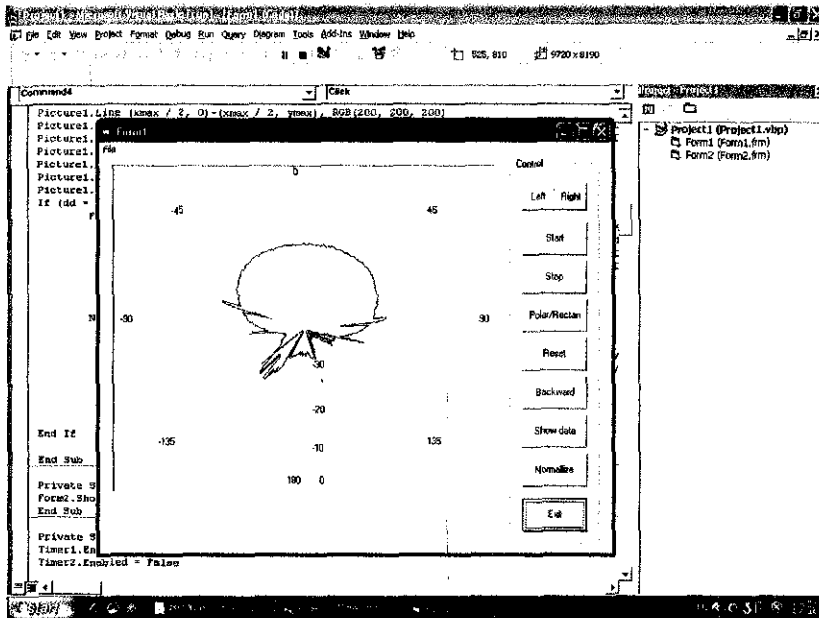 File Edit View Project Format Debug Run Query Diagram Tools Add-Ins Window Help
525, 810 9720 x 8190
Command4 Click
Picture1.Line (xmax / 2, 0)-(xmax / 2, ymax), RGB(200, 200, 200)
Picture1.
Picture1.
Picture1.
Picture1.
Picture1.
Picture1.
If (dd =
End If
End Sub
Private S
Form2.Sho
End Sub
Private S
Timer1.En
Timer2.Enabled = False
Form1
File
0
-45 45
-90 90
-30
-20
-135 -10 135
180 0
Control
Left Right
Start
Stop
Polar/Rectan
Reset
Backward
Show data
Normalize
Exit
Project1 (Project1.vbp)
Form1 (Form1.frm)
Form2 (Form2.frm)